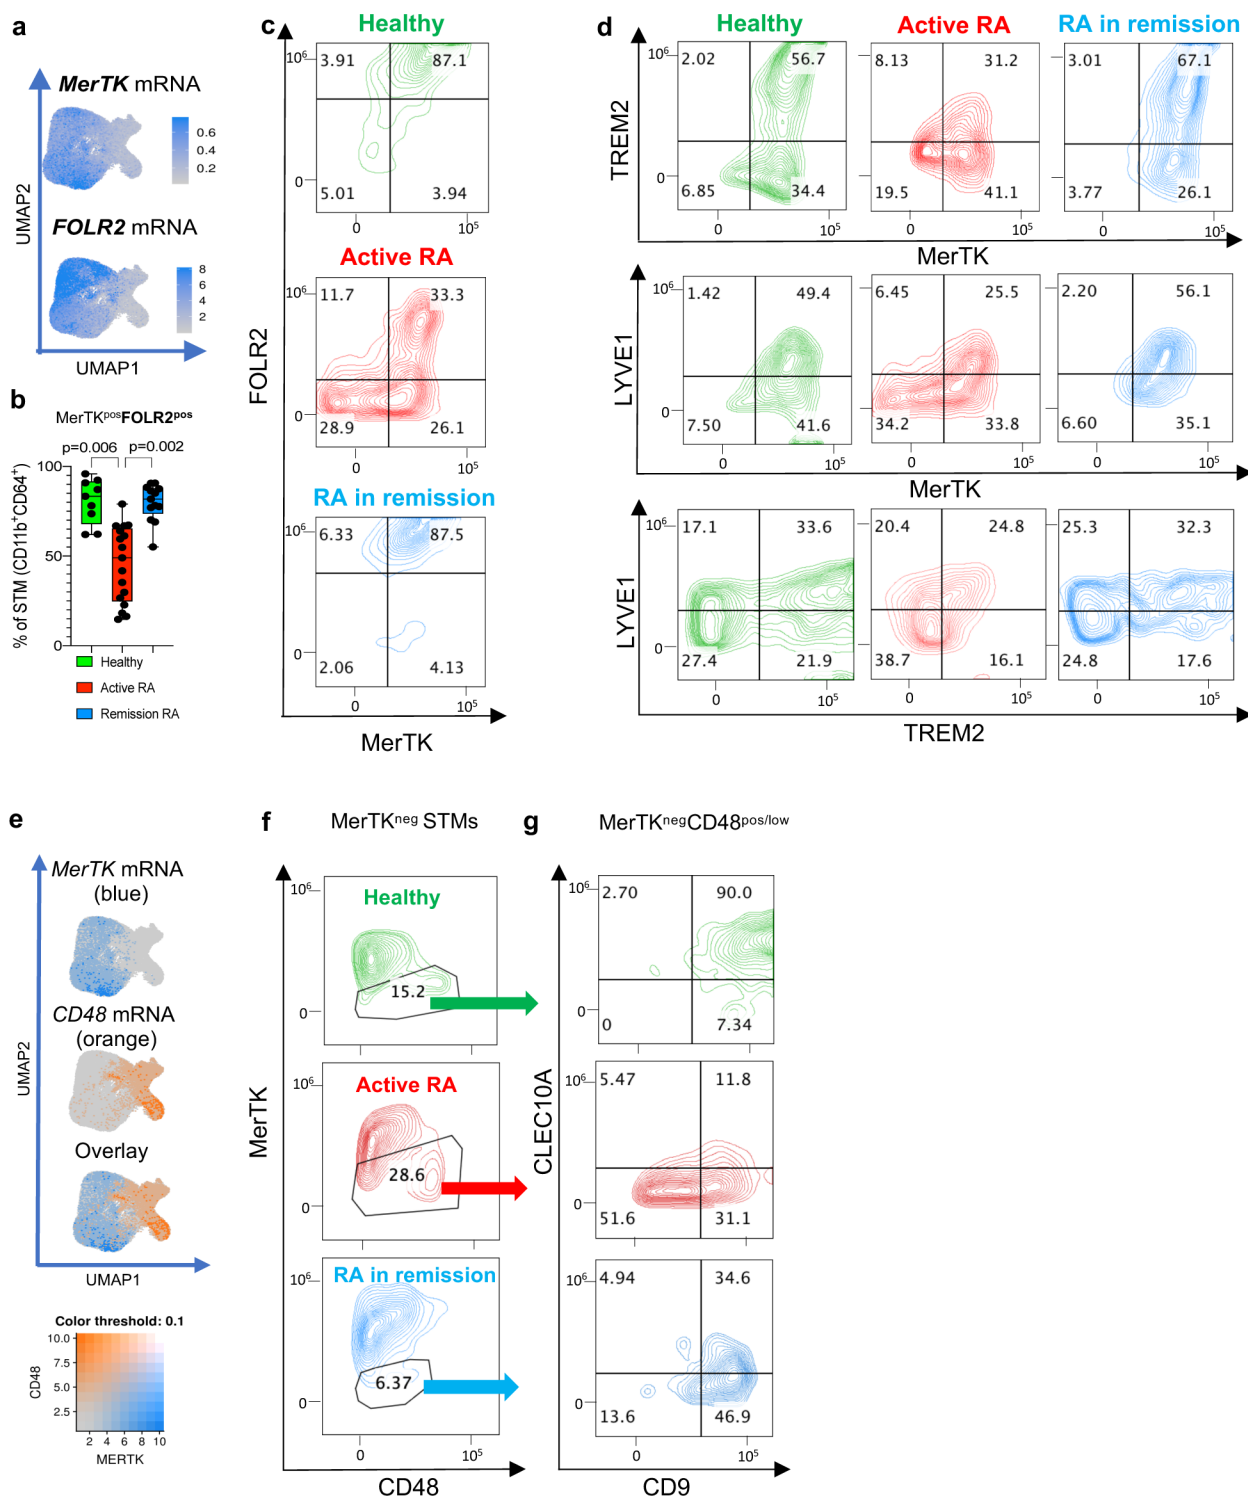 a
MerTK mRNA
0.6
0.2
FOLR2 mRNA
8
6
4
2
UMAP2
UMAP1
b
MerTKᵖᵒˢFOLR2ᵖᵒˢ
p=0.006
p=0.002
100
50
0
% of STM (CD11b⁺CD64⁺)
Healthy
Active RA
Remission RA
c
Healthy
10⁶
0
3.91
87.1
5.01
3.94
0
10⁵
Active RA
10⁶
0
11.7
33.3
28.9
26.1
0
10⁵
RA in remission
10⁶
0
6.33
87.5
2.06
4.13
0
10⁵
FOLR2
MerTK
d
Healthy
Active RA
RA in remission
TREM2
10⁶
0
2.02
56.7
6.85
34.4
0
10⁵
8.13
31.2
19.5
41.1
0
10⁵
3.01
67.1
3.77
26.1
0
10⁵
MerTK
LYVE1
10⁶
0
1.42
49.4
7.50
41.6
0
10⁵
6.45
25.5
34.2
33.8
0
10⁵
2.20
56.1
6.60
35.1
0
10⁵
MerTK
LYVE1
10⁶
0
17.1
33.6
27.4
21.9
0
10⁵
20.4
24.8
38.7
16.1
0
10⁵
25.3
32.3
24.8
17.6
0
10⁵
TREM2
e
MerTK mRNA
(blue)
CD48 mRNA
(orange)
Overlay
UMAP2
UMAP1
Color threshold: 0.1
10.0
7.5
5.0
2.5
CD48
2 4 6 8 10
MERTK
f
MerTKⁿᵉᵍ STMs
10⁶
0
Healthy
15.2
10⁶
0
Active RA
28.6
10⁶
0
RA in remission
6.37
0
10⁵
MerTK
CD48
g
MerTKⁿᵉᵍCD48ᵖᵒˢ/ˡᵒʷ
10⁶
0
2.70
90.0
0
7.34
10⁶
0
5.47
11.8
51.6
31.1
10⁶
0
4.94
34.6
13.6
46.9
0
10⁵
CLEC10A
CD9